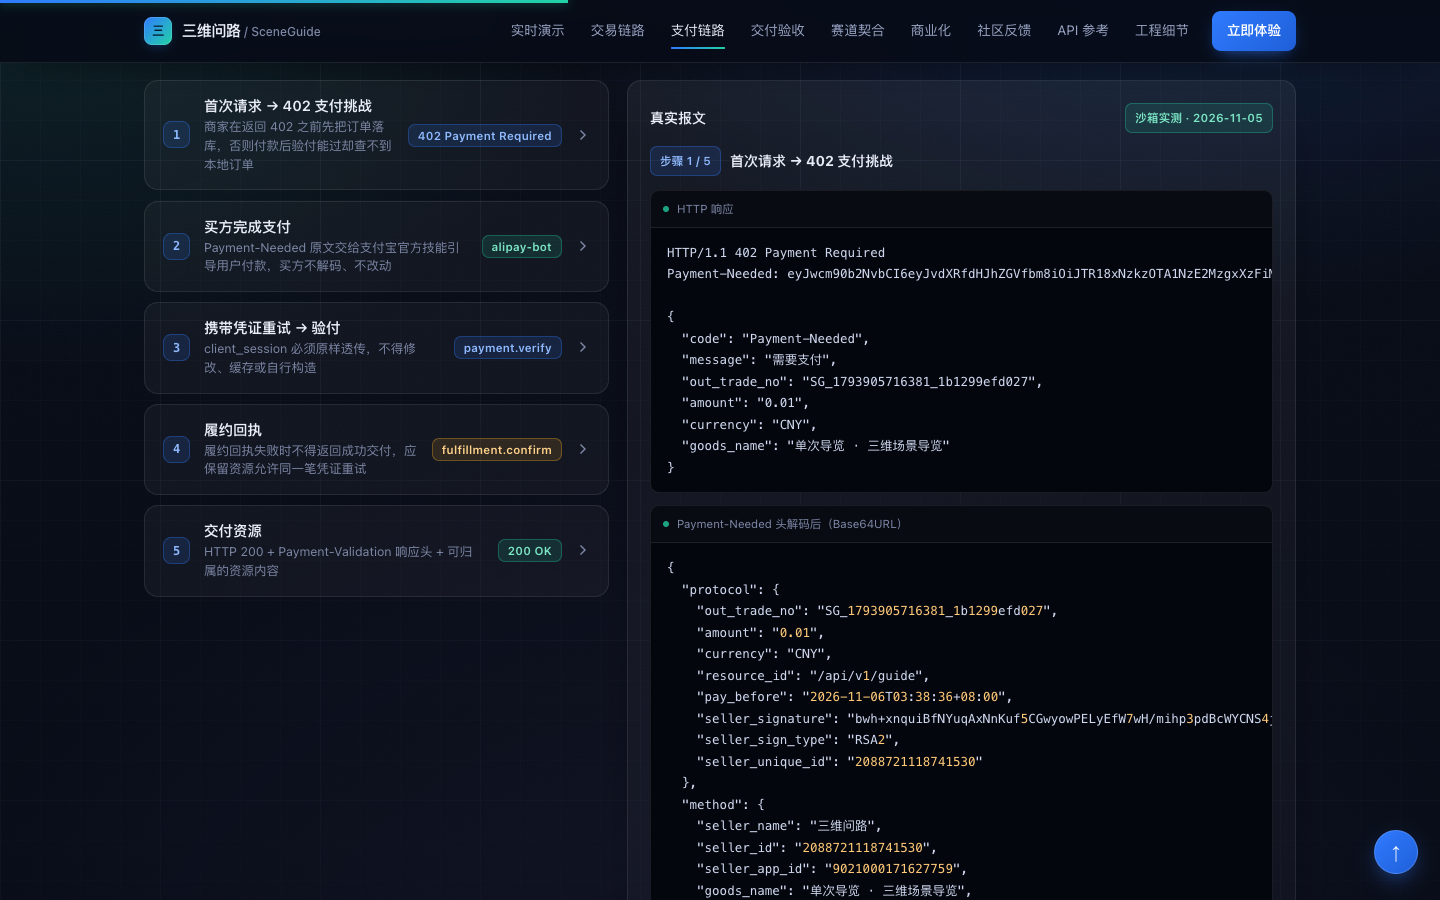 三
三维问路 / SceneGuide
实时演示
交易链路
支付链路
交付验收
赛道契合
商业化
社区反馈
API 参考
工程细节
立即体验
1
首次请求 → 402 支付挑战
商家在返回 402 之前先把订单落
库，否则付款后验付能过却查不到
本地订单
402 Payment Required
2
买方完成支付
Payment-Needed 原文交给支付宝官方技能引
导用户付款，买方不解码、不改动
alipay-bot
3
携带凭证重试 → 验付
client_session 必须原样透传，不得修
改、缓存或自行构造
payment.verify
4
履约回执
履约回执失败时不得返回成功交付，应
保留资源允许同一笔凭证重试
fulfillment.confirm
5
交付资源
HTTP 200 + Payment-Validation 响应头 + 可归
属的资源内容
200 OK
真实报文
沙箱实测 · 2026-11-05
步骤 1 / 5
首次请求 → 402 支付挑战
HTTP 响应
HTTP/1.1 402 Payment Required
Payment-Needed: eyJwcm90b2NvbCI6eyJvdXRfdHJhZGVfbm8iOiJTR18xNzkzOTA1NzE2MzgxXzFi
{
"code": "Payment-Needed",
"message": "需要支付",
"out_trade_no": "SG_1793905716381_1b1299efd027",
"amount": "0.01",
"currency": "CNY",
"goods_name": "单次导览 · 三维场景导览"
}
Payment-Needed 头解码后（Base64URL）
{
"protocol": {
"out_trade_no": "SG_1793905716381_1b1299efd027",
"amount": "0.01",
"currency": "CNY",
"resource_id": "/api/v1/guide",
"pay_before": "2026-11-06T03:38:36+08:00",
"seller_signature": "bwh+xnquiBfNYuqAxNnKuf5CGwyowPELyEfW7wH/mihp3pdBcWYCNS4
"seller_sign_type": "RSA2",
"seller_unique_id": "2088721118741530"
},
"method": {
"seller_name": "三维问路",
"seller_id": "2088721118741530",
"seller_app_id": "9021000171627759",
"goods_name": "单次导览 · 三维场景导览",
↑